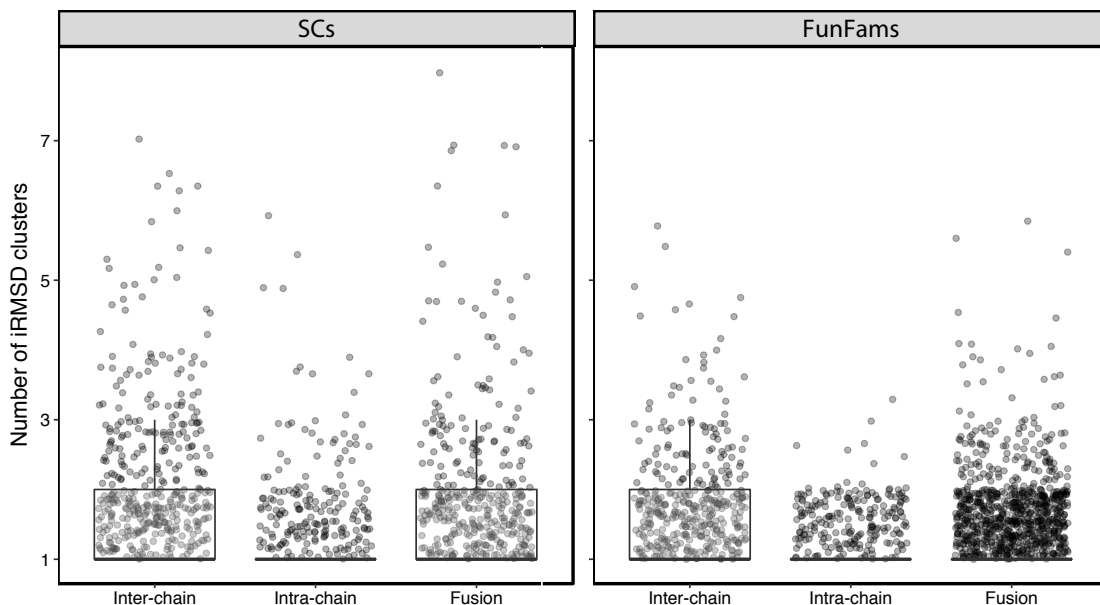 SCs
FunFams
Number of iRMSD clusters
7
5
3
1
Inter-chain
Intra-chain
Fusion
Inter-chain
Intra-chain
Fusion